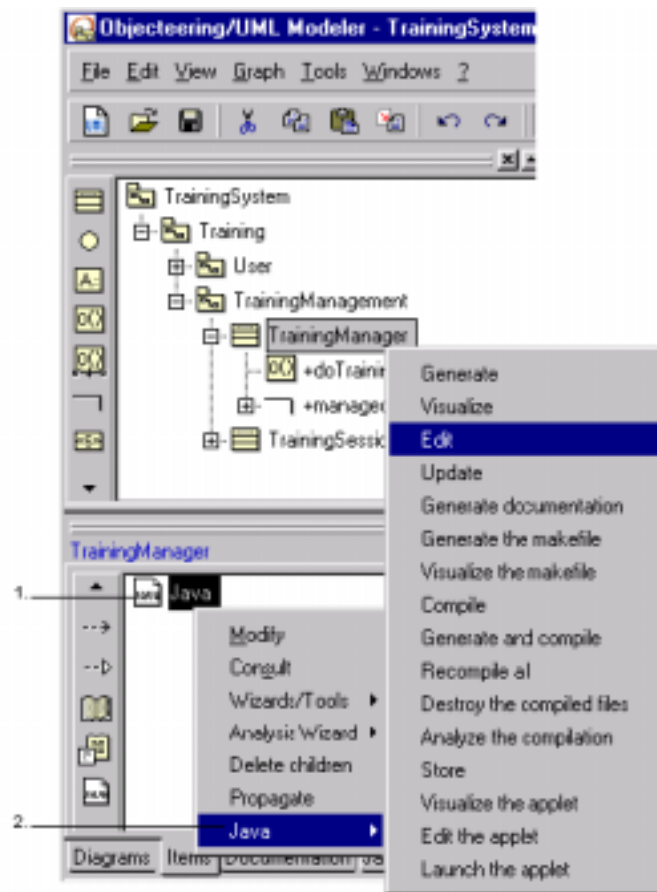 Objecteering/UML Modeler - TrainingSystem
File Edit View Graph Tools Windows ?
TrainingSystem
Training
User
TrainingManagement
TrainingManager
+doTrainin
+managed
TrainingSessio
Generate
Visualize
Edit
Update
Generate documentation
Generate the makefile
Visualize the makefile
Compile
Generate and compile
Recompile al
Destroy the compiled files
Analyze the compilation
Store
Visualize the applet
Edit the applet
Launch the applet
TrainingManager
1.
Java
Modify
Consult
Wizards/Tools
Analysis Wizard
Delete children
Propagate
2.
Java
Diagrams Items Documentation Ja